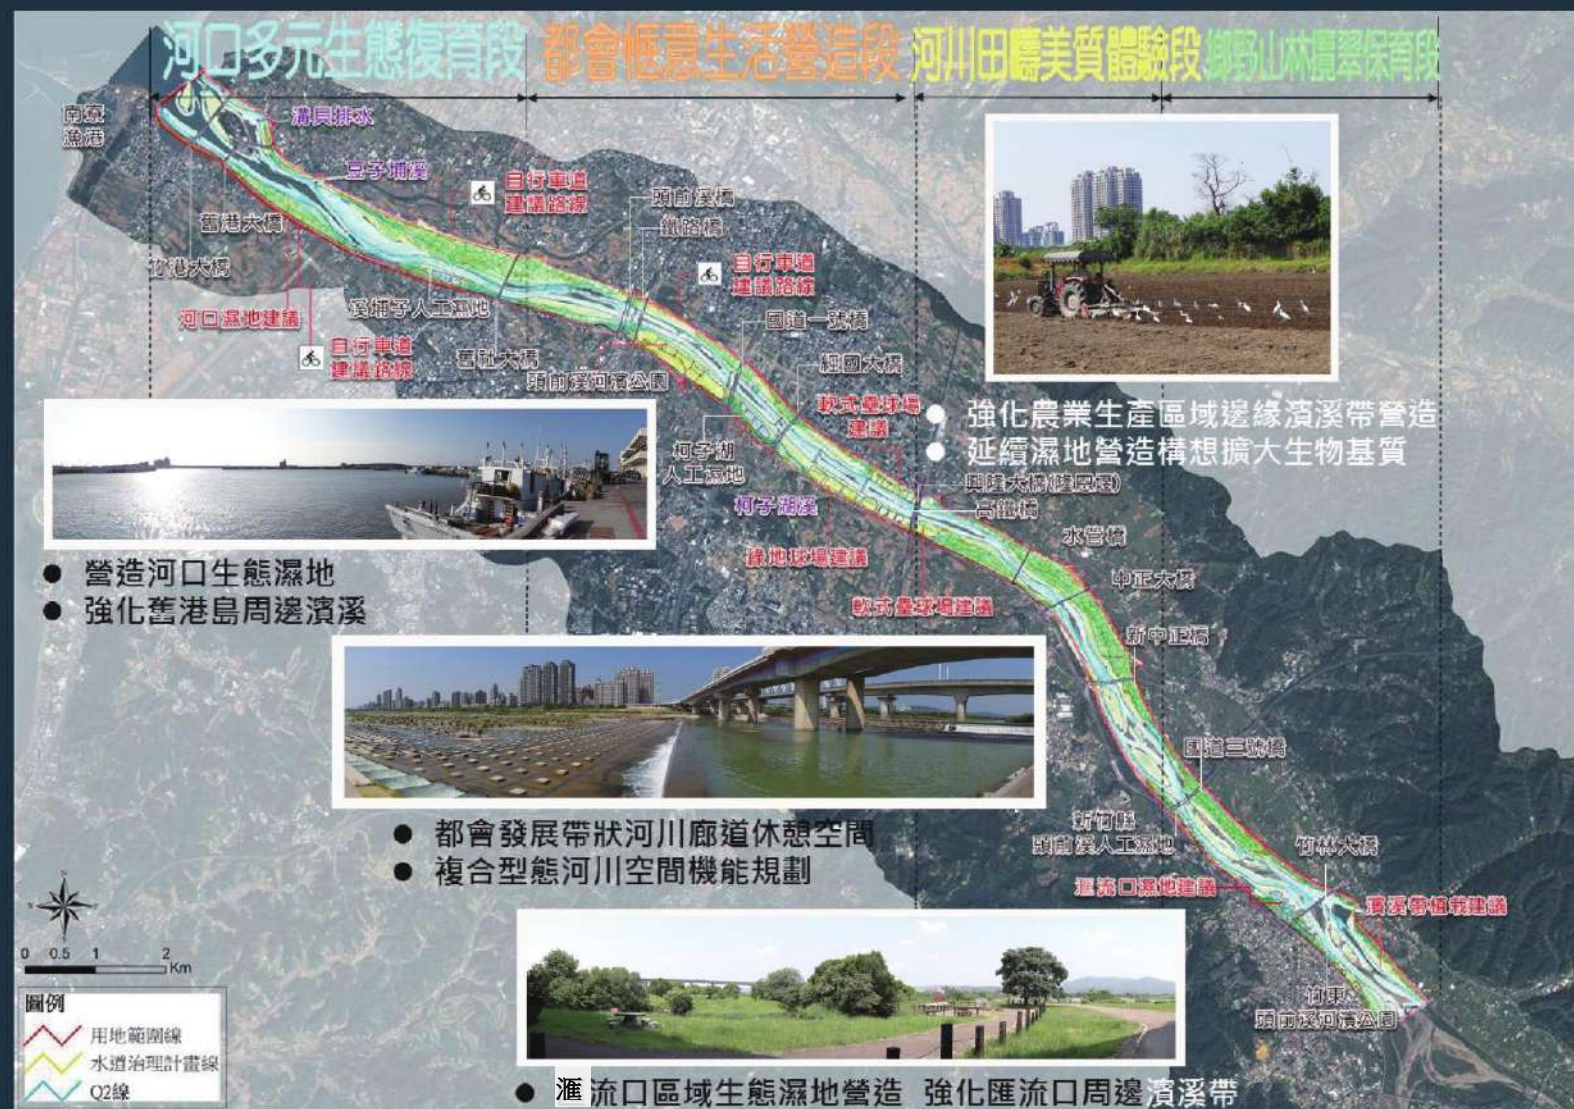 河口多元生態復育段
都會愜意生活營造段
河川田疇美質體驗段
鄉野山林攬翠保育段
南寮
漁港
溝貝排水
豆子埔溪
自行車道
建議路線
頭前溪橋
鐵路橋
舊港大橋
竹港大橋
自行車道
建議路線
河口濕地建議
溪埔子人工濕地
國道一號橋
自行車道
建議路線
舊社大橋
頭前溪河濱公園
經國大橋
軟式壘球場
建議
強化農業生產區域邊緣濱溪帶營造
延續濕地營造構想擴大生物基質
柯子湖
人工濕地
興隆大橋(隆恩堰)
高鐵橋
柯子湖溪
水管橋
綠地球場建議
中正大橋
營造河口生態濕地
強化舊港島周邊濱溪
軟式壘球場建議
新中正橋
國道三號橋
都會發展帶狀河川廊道休憩空間
複合型態河川空間機能規劃
新竹縣
頭前溪人工濕地
竹林大橋
匯流口濕地建議
濱溪帶植栽建議
竹東
頭前溪河濱公園
N
0 0.5 1 2
Km
圖例
用地範圍線
水道治理計畫線
Q2線
滙流口區域生態濕地營造 強化匯流口周邊濱溪帶